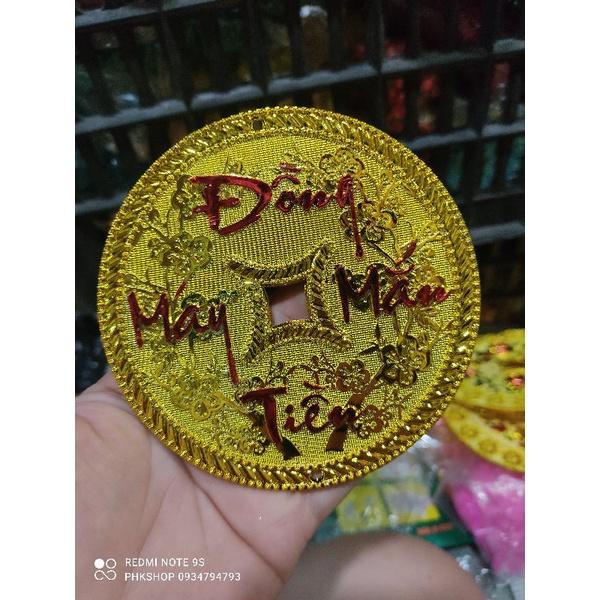 Đồng
Máy Mắn
Tiền
REDMI NOTE 9S
PHKSHOP 0934794793